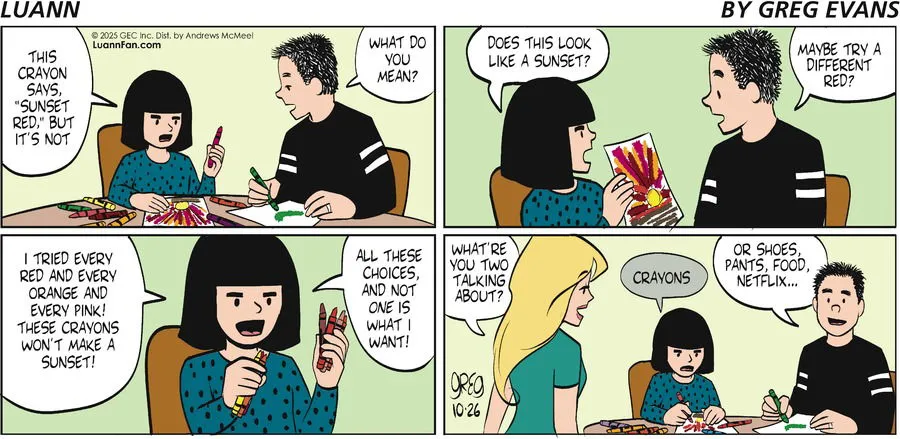 LUANN
BY GREG EVANS
© 2025 GEC Inc. Dist. by Andrews McMeel
LuannFan.com
THIS
CRAYON
SAYS,
"SUNSET
RED," BUT
IT'S NOT
WHAT DO
YOU
MEAN?
DOES THIS LOOK
LIKE A SUNSET?
MAYBE TRY A
DIFFERENT
RED?
I TRIED EVERY
RED AND EVERY
ORANGE AND
EVERY PINK!
THESE CRAYONS
WON'T MAKE A
SUNSET!
ALL THESE
CHOICES,
AND NOT
ONE IS
WHAT I
WANT!
WHAT'RE
YOU TWO
TALKING
ABOUT?
CRAYONS
OR SHOES,
PANTS, FOOD,
NETFLIX...
GREG
10·26